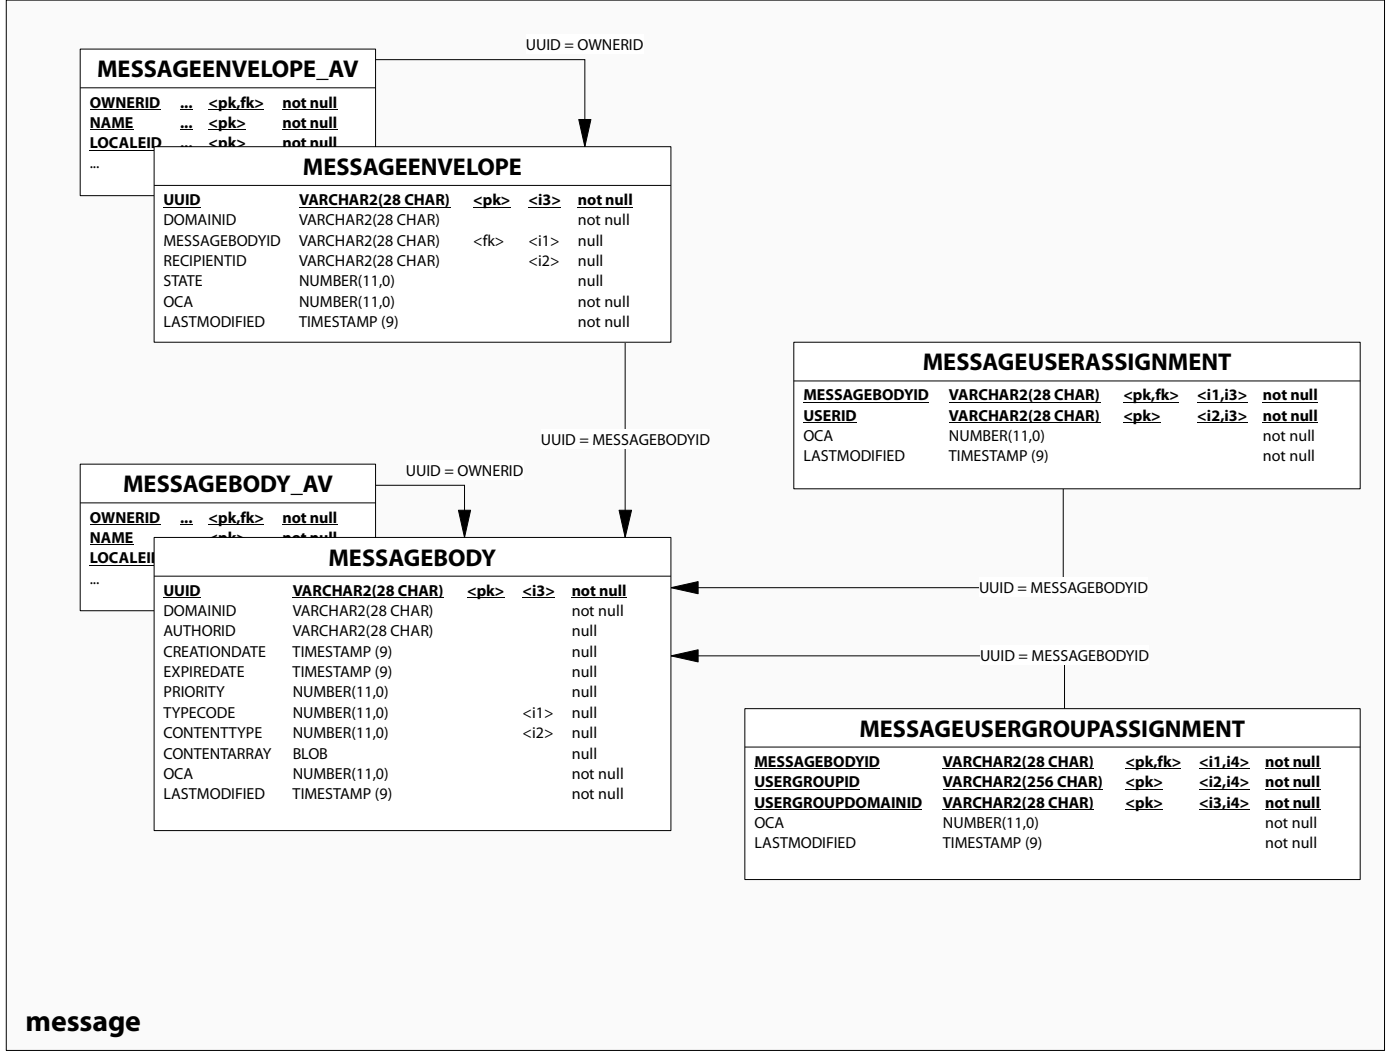 UUID = OWNERID
MESSAGEENVELOPE_AV
OWNERID ... <pk,fk> not null
NAME ... <pk> not null
LOCALEID ... <pk> not null
...
MESSAGEENVELOPE
UUID VARCHAR2(28 CHAR) <pk> <i3> not null
DOMAINID VARCHAR2(28 CHAR) not null
MESSAGEBODYID VARCHAR2(28 CHAR) <fk> <i1> null
RECIPIENTID VARCHAR2(28 CHAR) <i2> null
STATE NUMBER(11,0) null
OCA NUMBER(11,0) not null
LASTMODIFIED TIMESTAMP (9) not null
MESSAGEUSERASSIGNMENT
MESSAGEBODYID VARCHAR2(28 CHAR) <pk,fk> <i1,i3> not null
USERID VARCHAR2(28 CHAR) <pk> <i2,i3> not null
OCA NUMBER(11,0) not null
LASTMODIFIED TIMESTAMP (9) not null
UUID = MESSAGEBODYID
UUID = OWNERID
MESSAGEBODY_AV
OWNERID ... <pk,fk> not null
NAME <pk> not null
...
MESSAGEBODY
UUID VARCHAR2(28 CHAR) <pk> <i3> not null
DOMAINID VARCHAR2(28 CHAR) not null
AUTHORID VARCHAR2(28 CHAR) null
CREATIONDATE TIMESTAMP (9) null
EXPIREDATE TIMESTAMP (9) null
PRIORITY NUMBER(11,0) null
TYPECODE NUMBER(11,0) <i1> null
CONTENTTYPE NUMBER(11,0) <i2> null
CONTENTARRAY BLOB null
OCA NUMBER(11,0) not null
LASTMODIFIED TIMESTAMP (9) not null
UUID = MESSAGEBODYID
UUID = MESSAGEBODYID
MESSAGEUSERGROUPASSIGNMENT
MESSAGEBODYID VARCHAR2(28 CHAR) <pk,fk> <i1,i4> not null
USERGROUPID VARCHAR2(256 CHAR) <pk> <i2,i4> not null
USERGROUPDOMAINID VARCHAR2(28 CHAR) <pk> <i3,i4> not null
OCA NUMBER(11,0) not null
LASTMODIFIED TIMESTAMP (9) not null
message